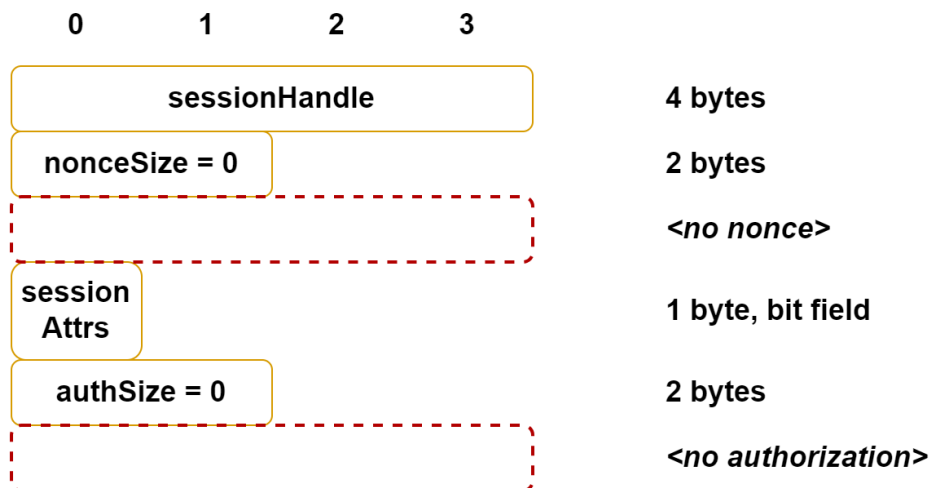 0 1 2 3
sessionHandle 4 bytes
nonceSize = 0 2 bytes
<no nonce>
session
Attrs 1 byte, bit field
authSize = 0 2 bytes
<no authorization>